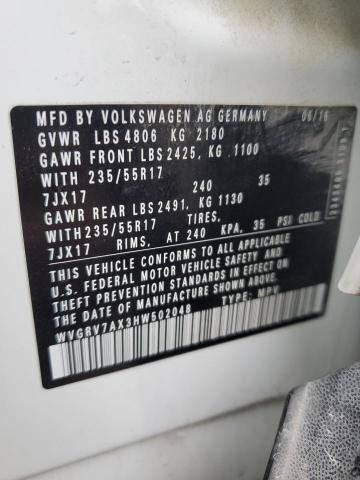 MFD BY VOLKSWAGEN AG GERMANY 06/16
GVWR LBS 4806 KG 2180
GAWR FRONT LBS 2425, KG 1100
WITH 235/55R17
7JX17 240 35
GAWR REAR LBS 2491, KG 1130
WITH 235/55R17 TIRES,
7JX17 RIMS, AT 240 KPA, 35 PSI COLD
THIS VEHICLE CONFORMS TO ALL APPLICABLE
U.S. FEDERAL MOTOR VEHICLE SAFETY, BUMPER, AND
THEFT PREVENTION STANDARDS IN EFFECT ON
THE DATE OF MANUFACTURE SHOWN ABOVE.
WVGRV7AX3HW502048 TYPE: MPV